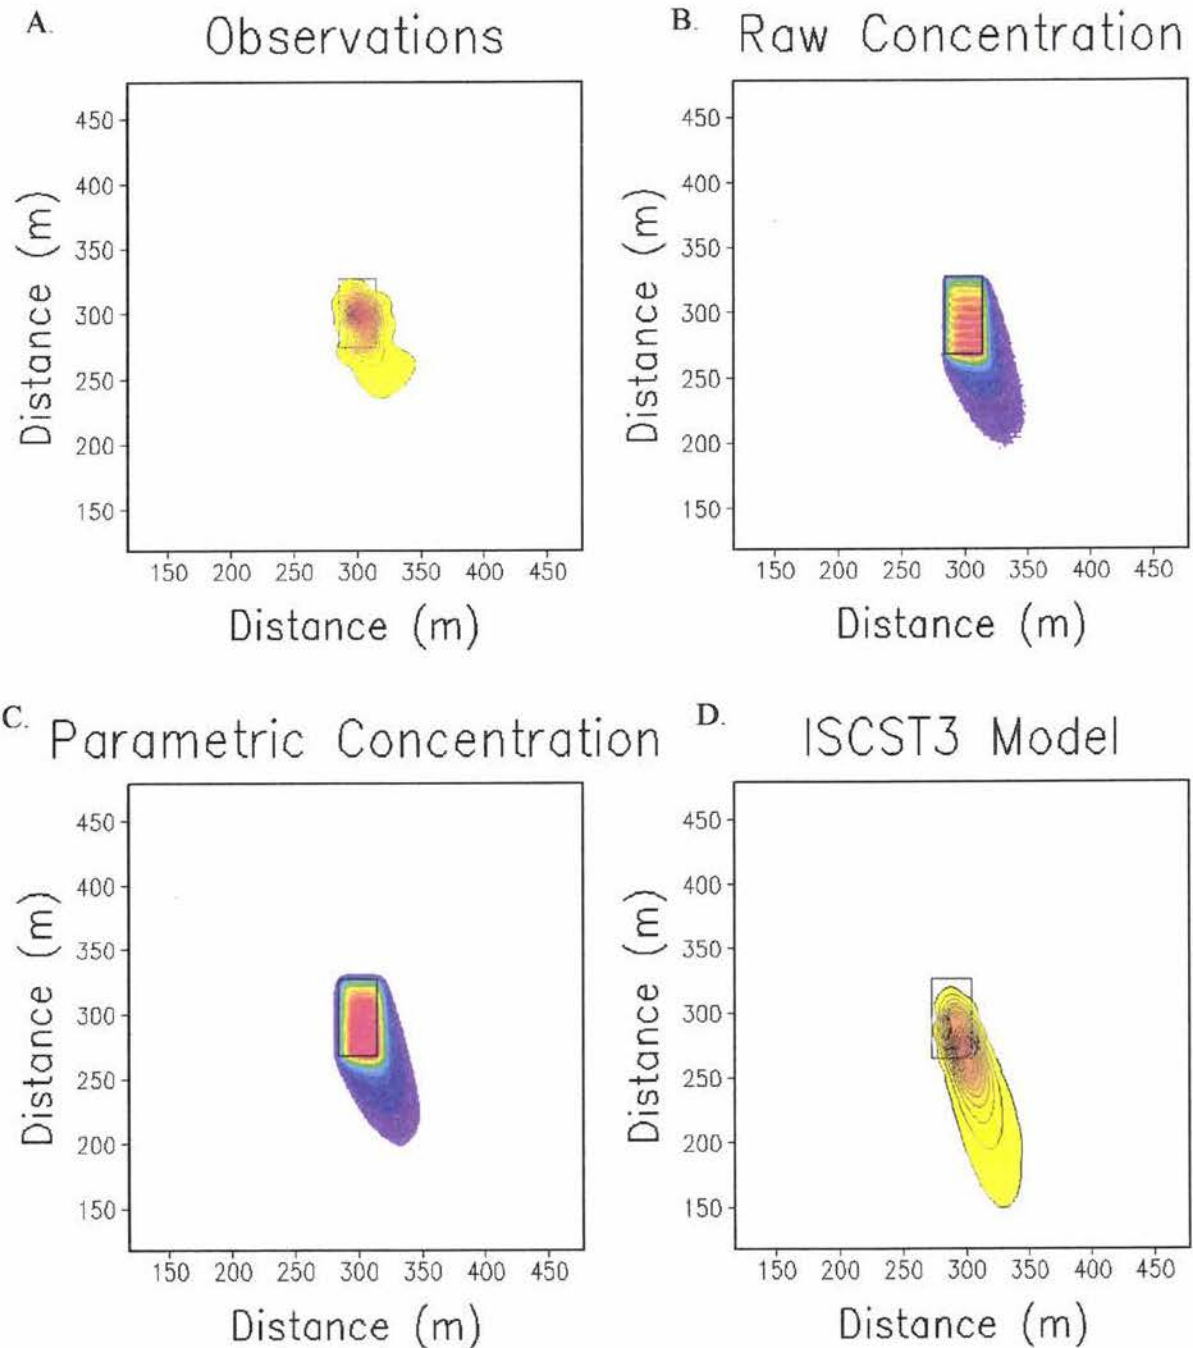 A.
Observations
Distance (m)
450
400
350
300
250
200
150
150 200 250 300 350 400 450
Distance (m)
B.
Raw Concentration
Distance (m)
450
400
350
300
250
200
150
150 200 250 300 350 400 450
Distance (m)
C.
Parametric Concentration
Distance (m)
450
400
350
300
250
200
150
150 200 250 300 350 400 450
Distance (m)
D.
ISCST3 Model
Distance (m)
450
400
350
300
250
200
150
150 200 250 300 350 400 450
Distance (m)